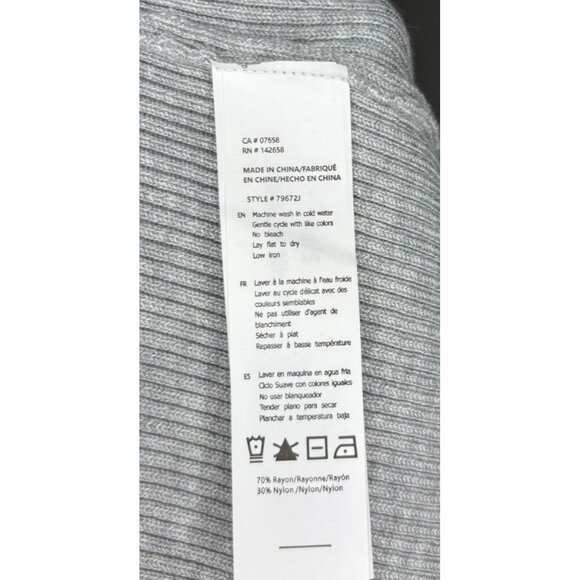 CA # 07658
RN # 142658
MADE IN CHINA/FABRIQUÉ
EN CHINE/HECHO EN CHINA
STYLE # 79672J
EN Machine wash in cold water
Gentle cycle with like colors
No bleach
Lay flat to dry
Low iron
FR Laver à la machine à l'eau froide
Laver au cycle délicat avec des
couleurs semblables
Ne pas utiliser d'agent de
blanchiment
Sécher à plat
Repasser à basse température
ES Lavar en maquina en agua fria
Ciclo Suave con colores iguales
No usar blanqueador
Tender plano para secar
Planchar a temperatura baja
70% Rayon/Rayonne/Rayón
30% Nylon /Nylon/Nylon